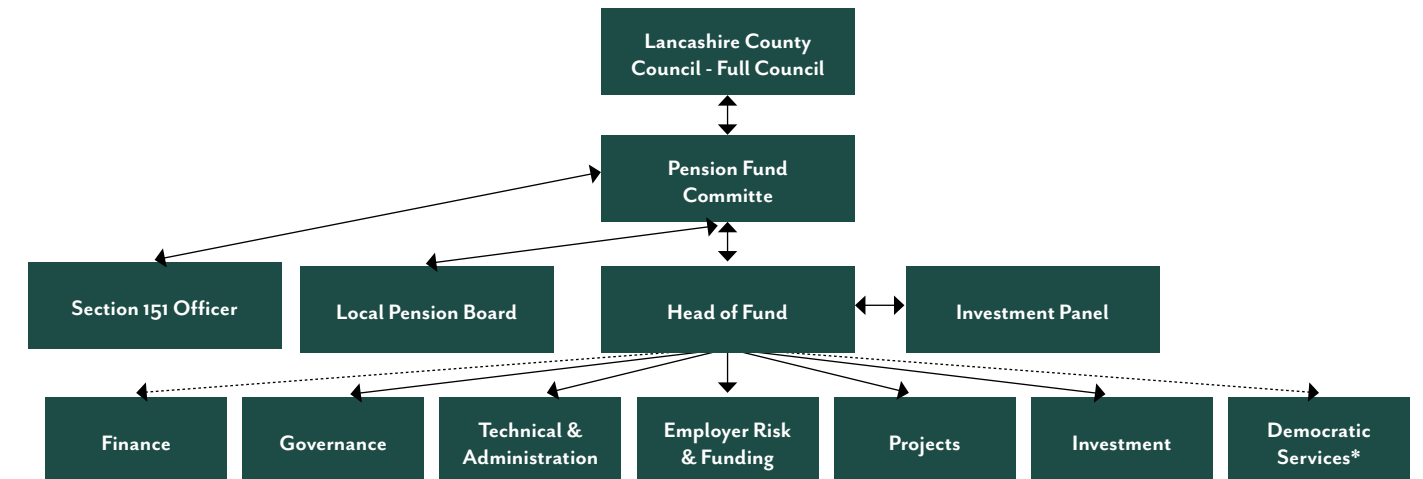 Lancashire County
Council - Full Council
Pension Fund
Committe
Section 151 Officer
Local Pension Board
Head of Fund
Investment Panel
Finance
Governance
Technical &
Administration
Employer Risk
& Funding
Projects
Investment
Democratic
Services*